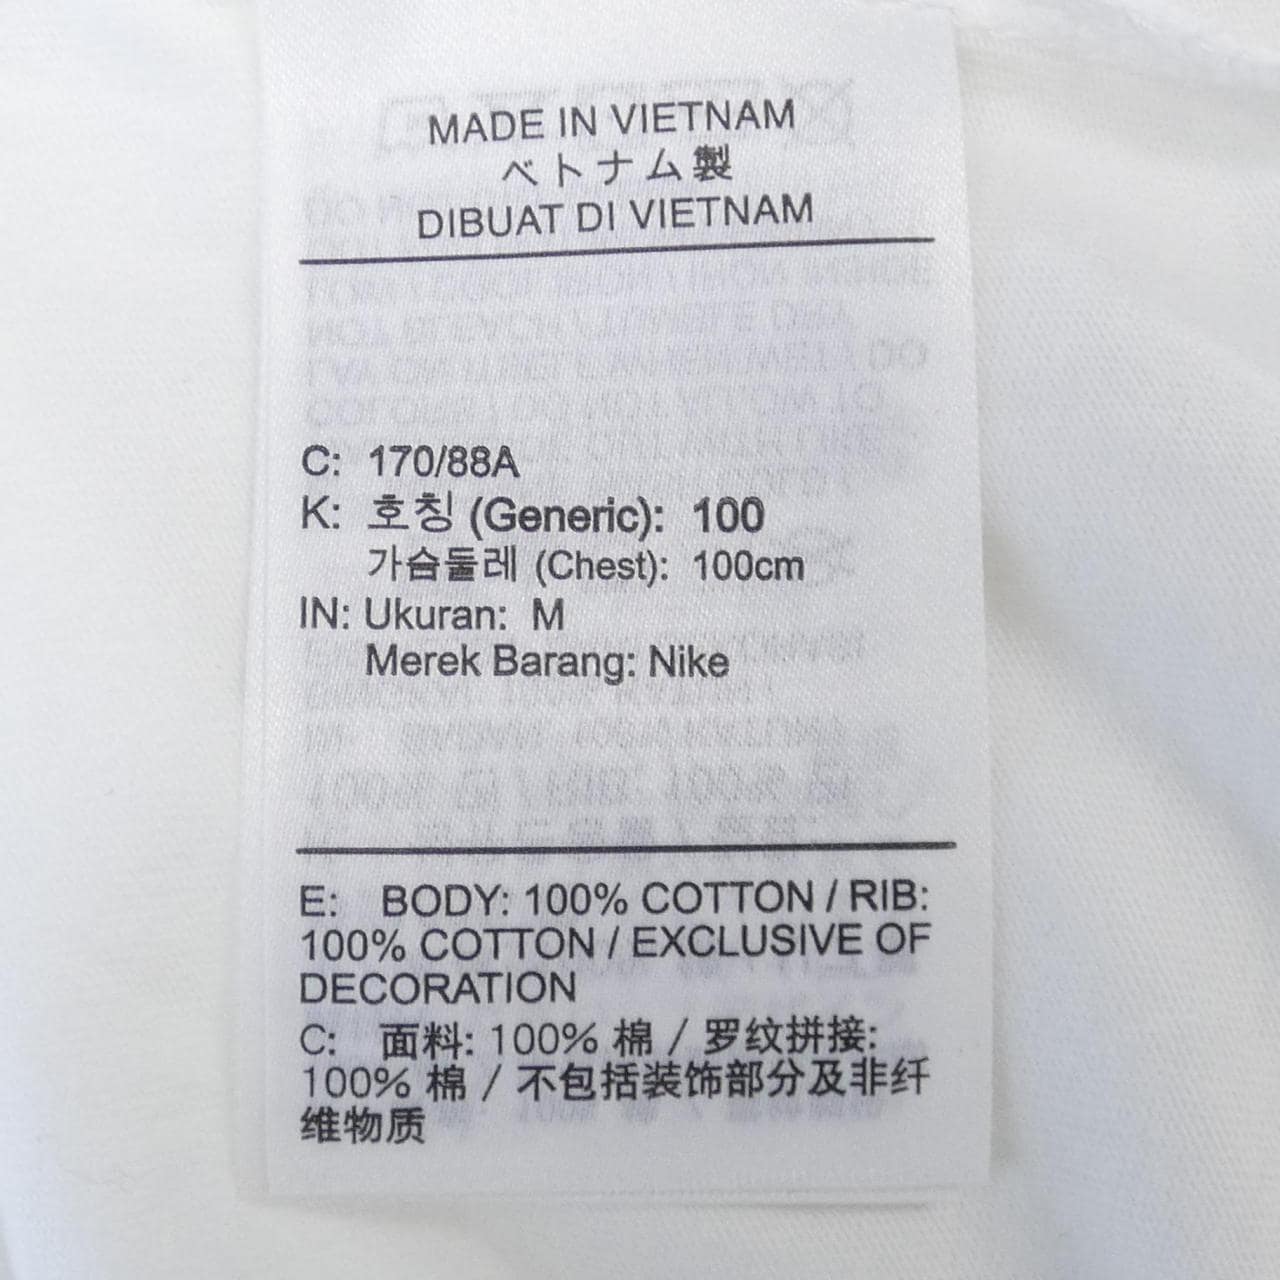 MADE IN VIETNAM
ベトナム製
DIBUAT DI VIETNAM
C: 170/88A
K: 호칭 (Generic): 100
가슴둘레 (Chest): 100cm
IN: Ukuran: M
Merek Barang: Nike
E: BODY: 100% COTTON / RIB:
100% COTTON / EXCLUSIVE OF
DECORATION
C: 面料: 100% 棉 / 罗纹拼接:
100% 棉 / 不包括装饰部分及非纤
维物质